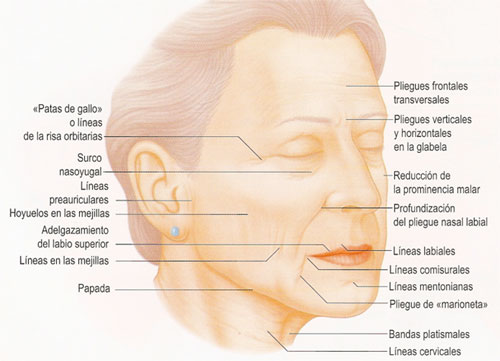 «Patas de gallo»
o líneas
de la risa orbitarias
Surco
nasoyugal
Líneas
preauriculares
Hoyuelos en las mejillas
Adelgazamiento
del labio superior
Líneas en las mejillas
Papada
Pliegues frontales
transversales
Pliegues verticales
y horizontales
en la glabela
Reducción de
la prominencia malar
Profundización
del pliegue nasal labial
Líneas labiales
Líneas comisurales
Líneas mentonianas
Pliegue de «marioneta»
Bandas platismales
Líneas cervicales